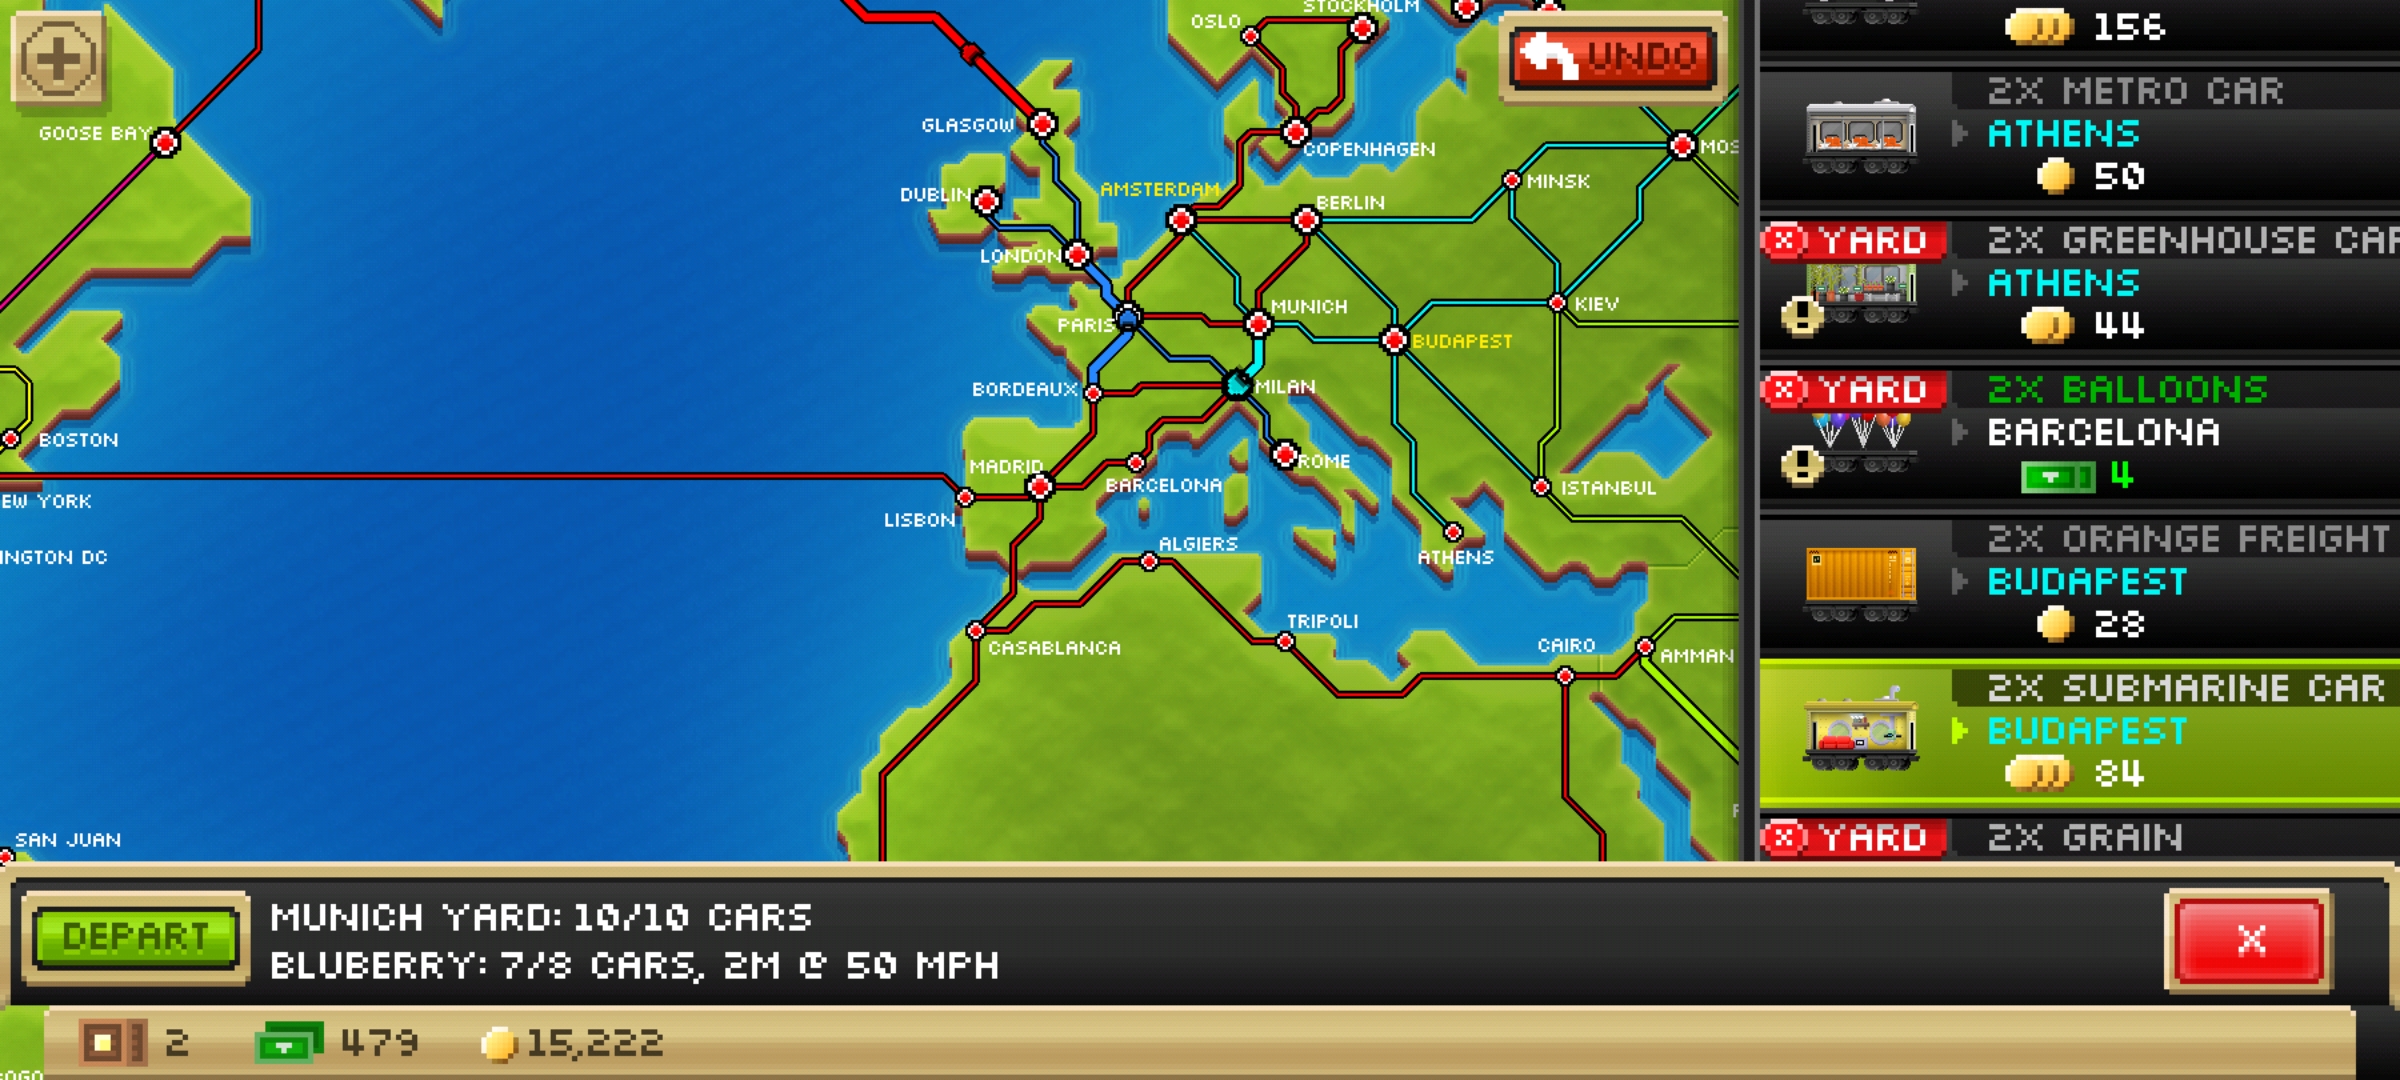 OSLO
STOCKHOLM
UNDO
GOOSE BAY
GLASGOW
COPENHAGEN
MINSK
DUBLIN
AMSTERDAM
BERLIN
LONDON
MUNICH
KIEV
PARIS
BUDAPEST
BORDEAUX
MILAN
BOSTON
MADRID
ROME
BARCELONA
ISTANBUL
EW YORK
LISBON
ALGIERS
ATHENS
INGTON DC
TRIPOLI
CASABLANCA
CAIRO
AMMAN
SAN JUAN
156
2X METRO CAR
ATHENS
50
YARD
2X GREENHOUSE CAR
ATHENS
44
YARD
2X BALLOONS
BARCELONA
4
2X ORANGE FREIGHT
BUDAPEST
28
2X SUBMARINE CAR
BUDAPEST
84
YARD
2X GRAIN
DEPART
MUNICH YARD: 10/10 CARS
BLUBERRY: 7/8 CARS, 2M @ 50 MPH
X
2
479
15,222